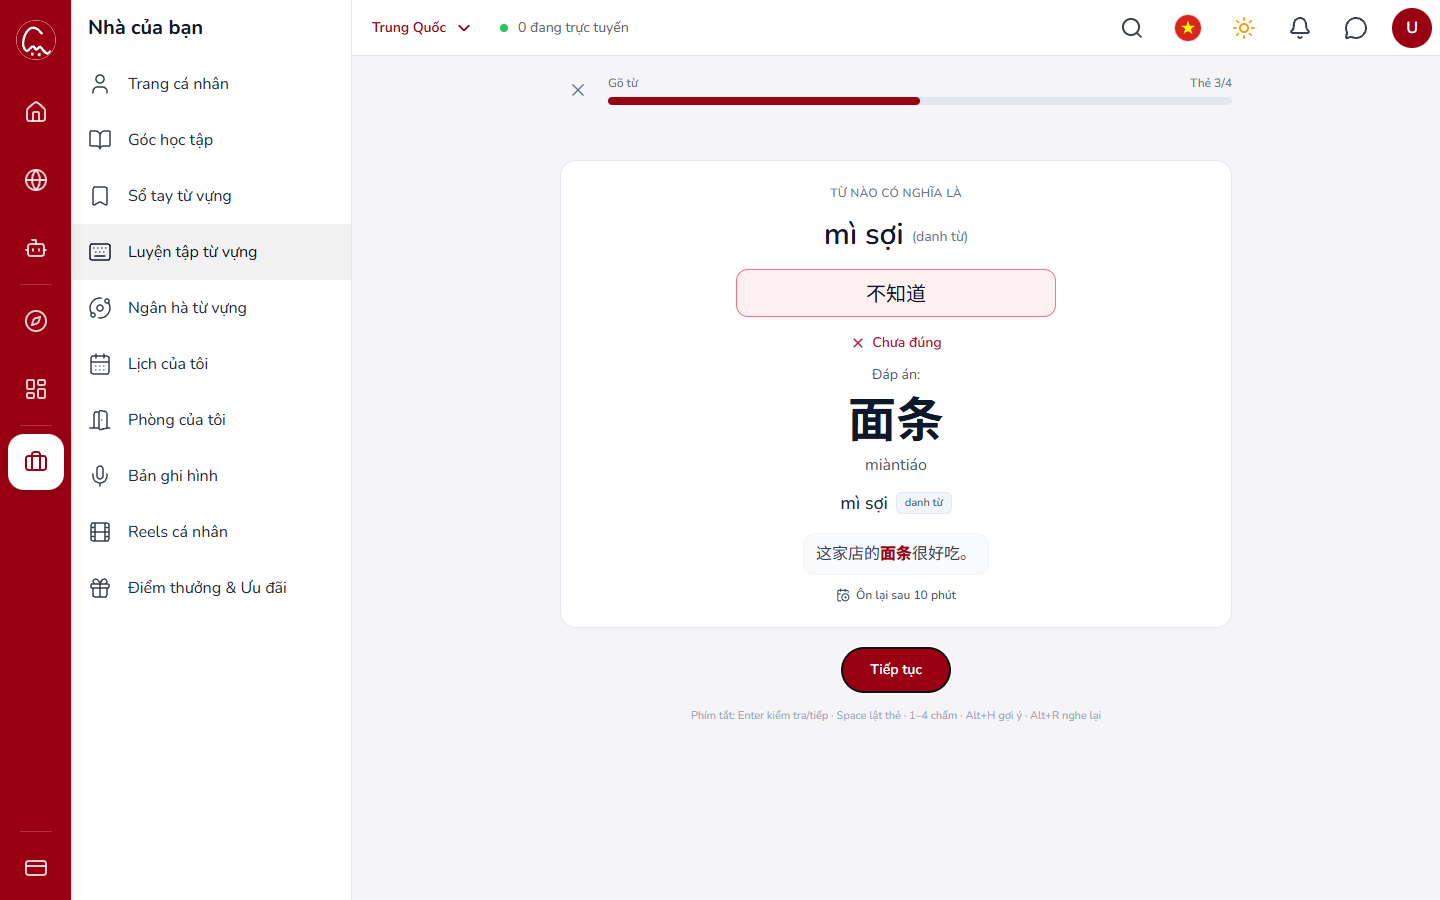 Nhà của bạn
Trang cá nhân
Góc học tập
Sổ tay từ vựng
Luyện tập từ vựng
Ngân hà từ vựng
Lịch của tôi
Phòng của tôi
Bản ghi hình
Reels cá nhân
Điểm thưởng & Ưu đãi
Trung Quốc
0 đang trực tuyến
U
Gõ từ
Thẻ 3/4
TỪ NÀO CÓ NGHĨA LÀ
mì sợi (danh từ)
不知道
Chưa đúng
Đáp án:
面条
miàntiáo
mì sợi danh từ
这家店的面条很好吃。
Ôn lại sau 10 phút
Tiếp tục
Phím tắt: Enter kiểm tra/tiếp · Space lật thẻ · 1–4 chấm · Alt+H gợi ý · Alt+R nghe lại